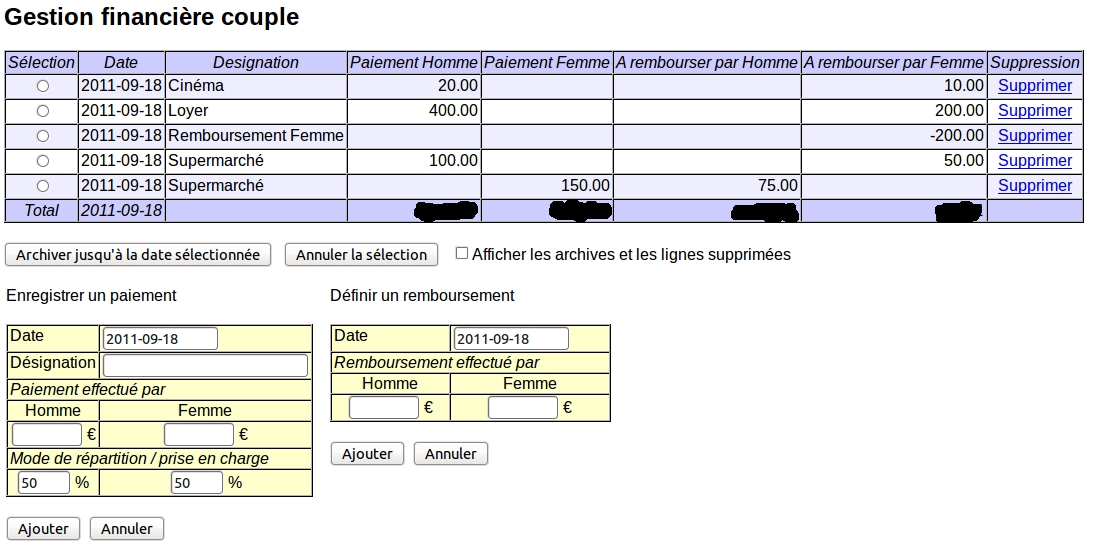 Gestion financière couple
Sélection Date Designation Paiement Homme Paiement Femme A rembourser par Homme A rembourser par Femme Suppression
2011-09-18 Cinéma 20.00 10.00 Supprimer
2011-09-18 Loyer 400.00 200.00 Supprimer
2011-09-18 Remboursement Femme -200.00 Supprimer
2011-09-18 Supermarché 100.00 50.00 Supprimer
2011-09-18 Supermarché 150.00 75.00 Supprimer
Total 2011-09-18
Archiver jusqu'à la date sélectionnée Annuler la sélection Afficher les archives et les lignes supprimées
Enregistrer un paiement
Date 2011-09-18
Désignation
Paiement effectué par
Homme Femme
€ €
Mode de répartition / prise en charge
50 % 50 %
Ajouter Annuler
Définir un remboursement
Date 2011-09-18
Remboursement effectué par
Homme Femme
€ €
Ajouter Annuler